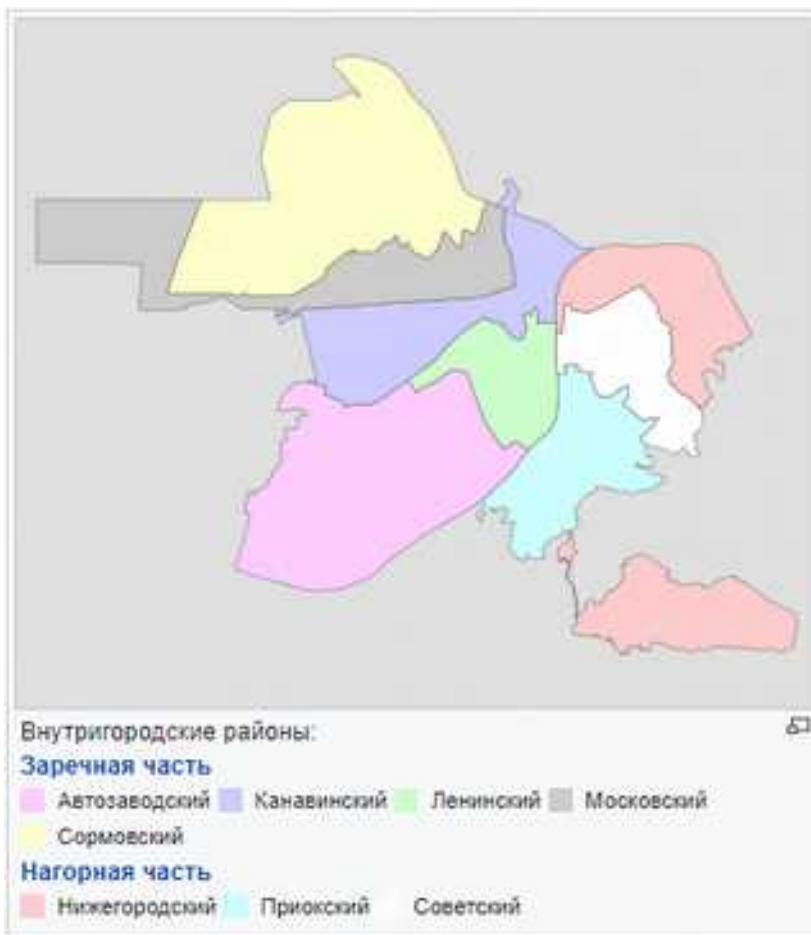 Внутригородские районы:
Заречная часть
Автозаводский Канавинский Ленинский Московский
Сормовский
Нагорная часть
Нижегородский Приокский Советский